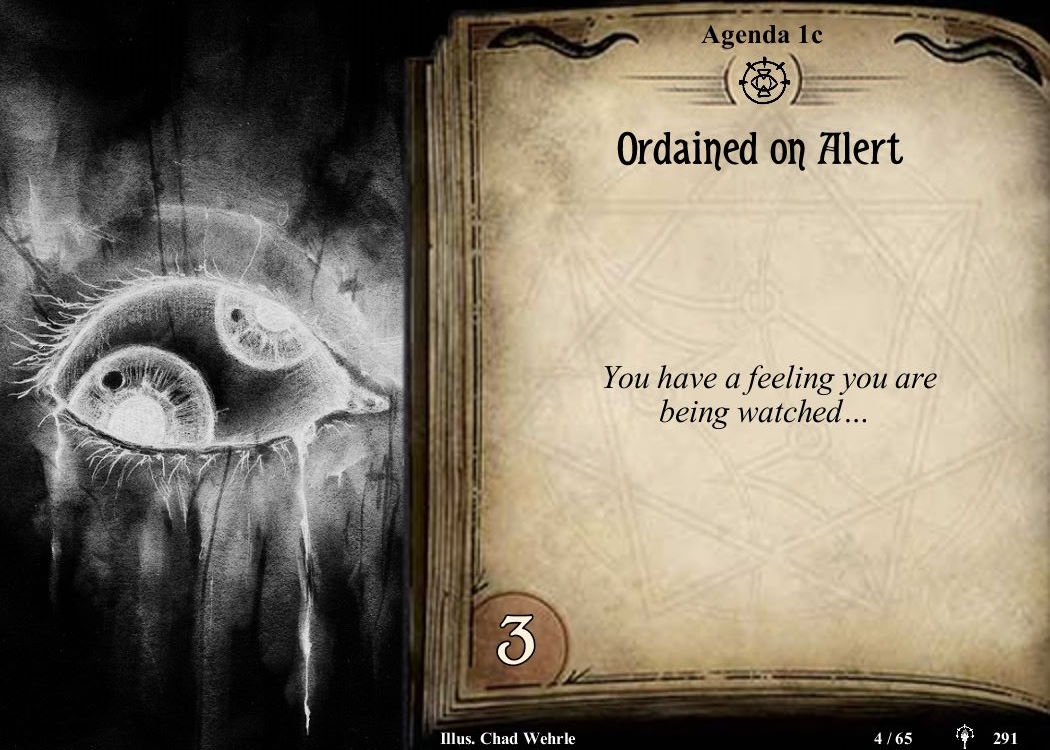 Agenda 1c
Ordained on Alert
You have a feeling you are
being watched…
3
Illus. Chad Wehrle
4 / 65
291